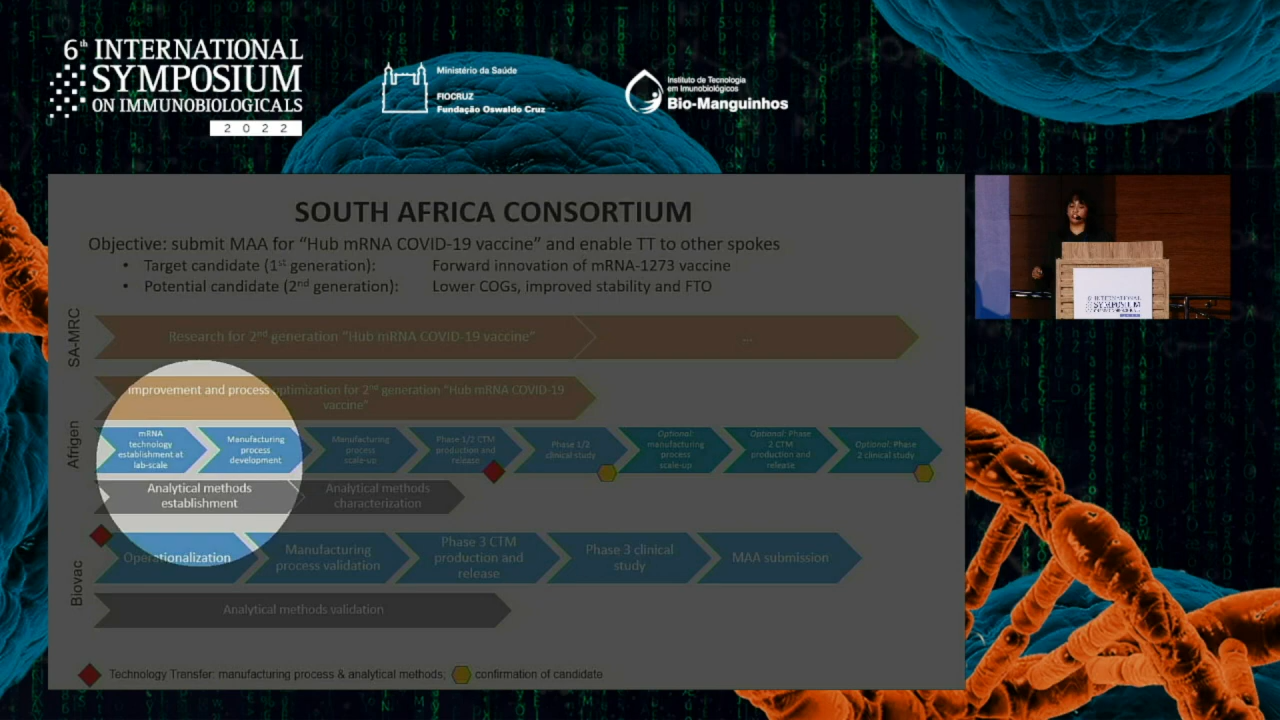 6th INTERNATIONAL
SYMPOSIUM
ON IMMUNOBIOLOGICALS
2022
Ministério da Saúde
FIOCRUZ
Fundação Oswaldo Cruz
Instituto de Tecnologia
em Imunobiológicos
Bio-Manguinhos
SOUTH AFRICA CONSORTIUM
Objective: submit MAA for "Hub mRNA COVID-19 vaccine" and enable TT to other spokes
• Target candidate (1st generation): Forward innovation of mRNA-1273 vaccine
• Potential candidate (2nd generation): Lower COGs, improved stability and FTO
SA-MRC
Research for 2nd generation "Hub mRNA COVID-19 vaccine"
...
Afrigen
Improvement and process optimization for 2nd generation "Hub mRNA COVID-19
vaccine"
mRNA
technology
establishment at
lab-scale
Manufacturing
process
development
Manufacturing
process
scale-up
Phase 1/2 CTM
production and
release
Phase 1/2
clinical study
Optional:
manufacturing
process
scale-up
Optional: Phase
2 CTM
production and
release
Optional: Phase
2 clinical study
Analytical methods
establishment
Analytical methods
characterization
Biovac
Operationalization
Manufacturing
process validation
Phase 3 CTM
production and
release
Phase 3 clinical
study
MAA submission
Analytical methods validation
Technology Transfer: manufacturing process & analytical methods; confirmation of candidate
INTERNATIONAL
SYMPOSIUM